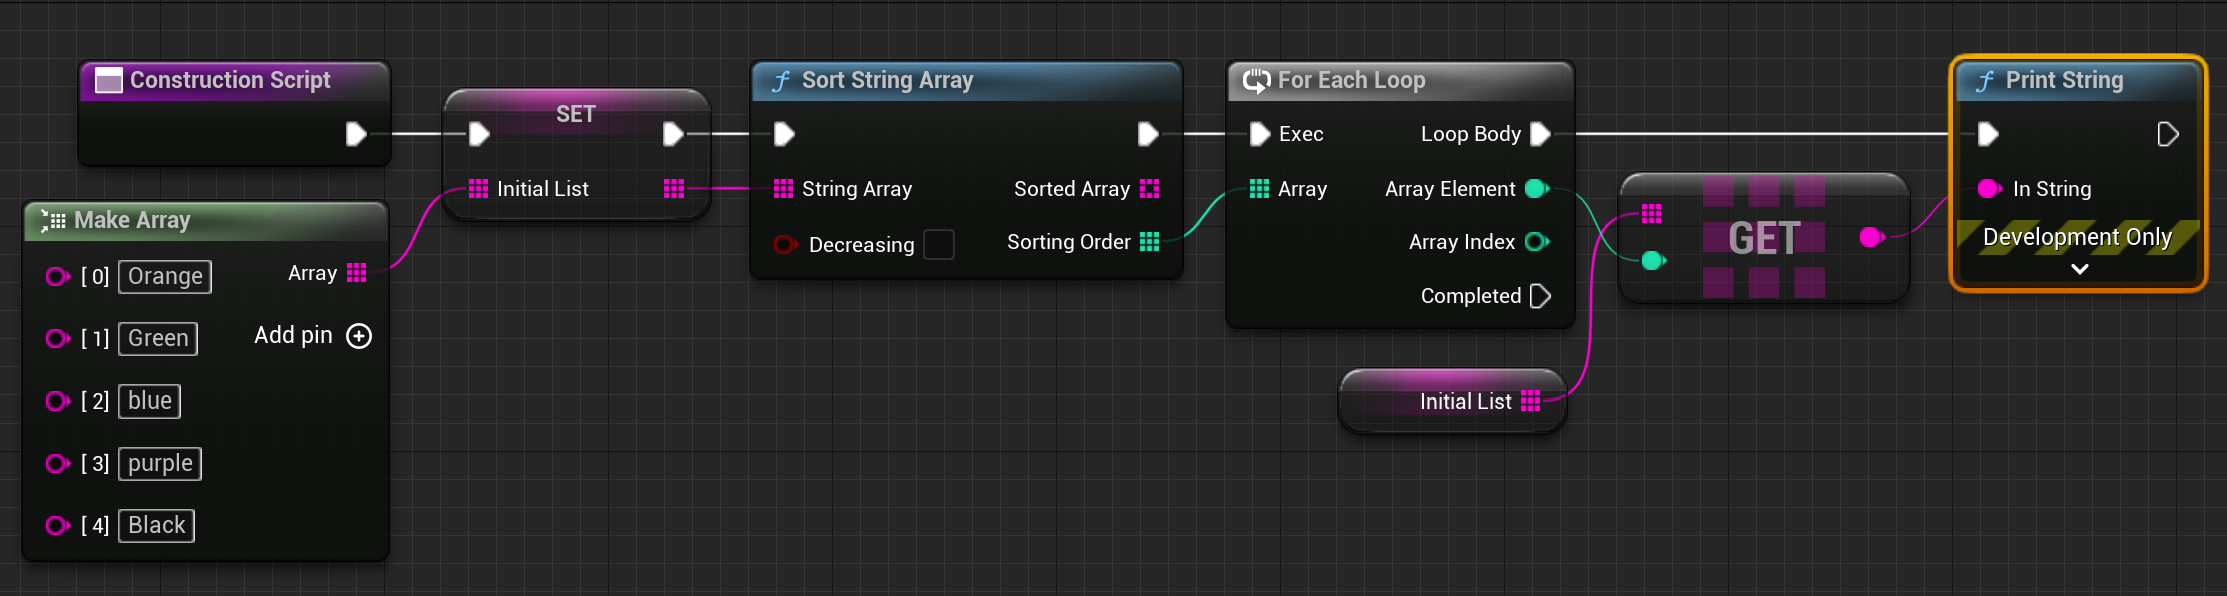 Construction Script
SET
Initial List
Make Array
[ 0] Orange
Array
[ 1] Green
Add pin
[ 2] blue
[ 3] purple
[ 4] Black
Sort String Array
String Array
Sorted Array
Decreasing
Sorting Order
For Each Loop
Exec
Loop Body
Array
Array Element
Array Index
Completed
Initial List
GET
Print String
In String
Development Only